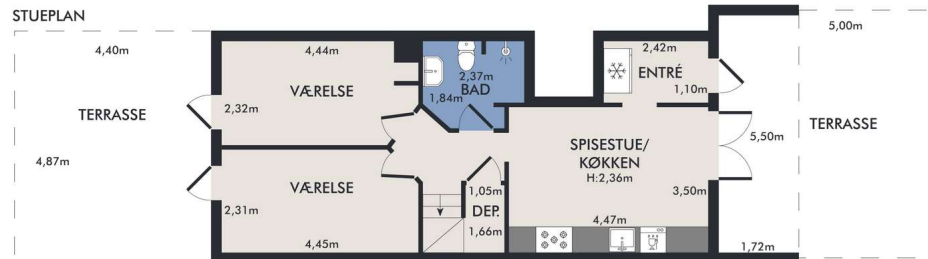 STUEPLAN
4,40m
TERRASSE
4,87m
4,44m
VÆRELSE
2,32m
VÆRELSE
2,31m
4,45m
2,37m
BAD
1,84m
1,05m
DEP.
1,66m
2,42m
ENTRÉ
1,10m
SPISESTUE/
KØKKEN
H:2,36m
3,50m
4,47m
5,00m
5,50m
TERRASSE
1,72m